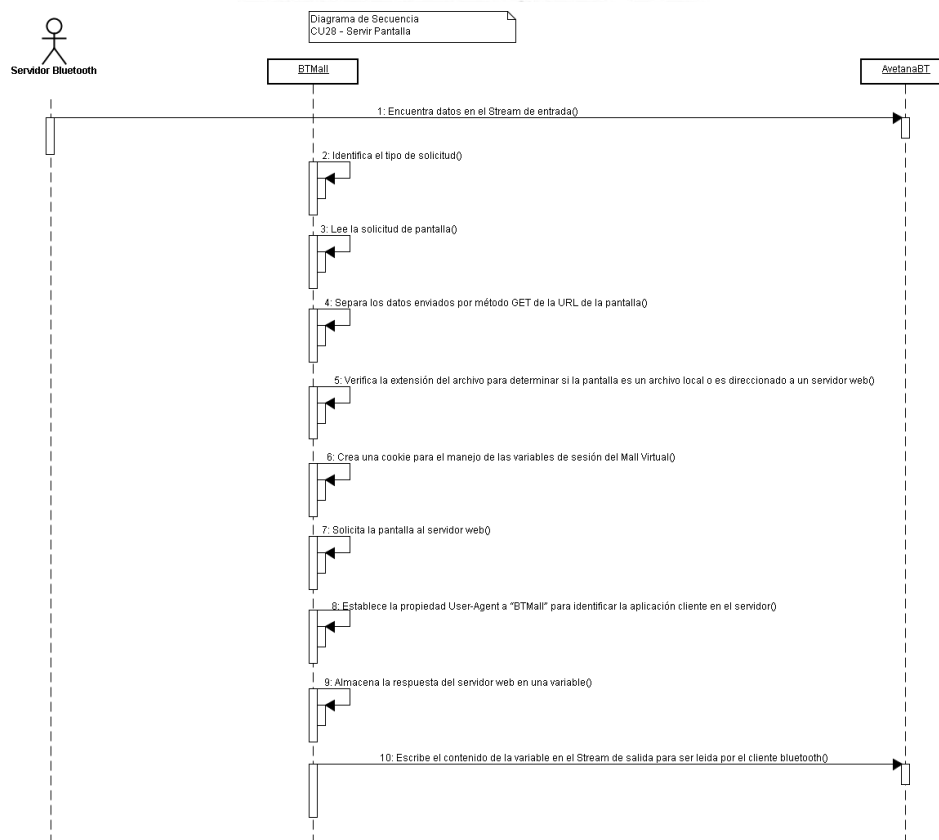 Diagrama de Secuencia
CU28 - Servir Pantalla
Servidor Bluetooth
BTMall
AvetanaBT
1: Encuentra datos en el Stream de entrada()
2: Identifica el tipo de solicitud()
3: Lee la solicitud de pantalla()
4: Separa los datos enviados por método GET de la URL de la pantalla()
5: Verifica la extensión del archivo para determinar si la pantalla es un archivo local o es direccionado a un servidor web()
6: Crea una cookie para el manejo de las variables de sesión del Mall Virtual()
7: Solicita la pantalla al servidor web()
8: Establece la propiedad User-Agent a "BTMall" para identificar la aplicación cliente en el servidor()
9: Almacena la respuesta del servidor web en una variable()
10: Escribe el contenido de la variable en el Stream de salida para ser leida por el cliente bluetooth()